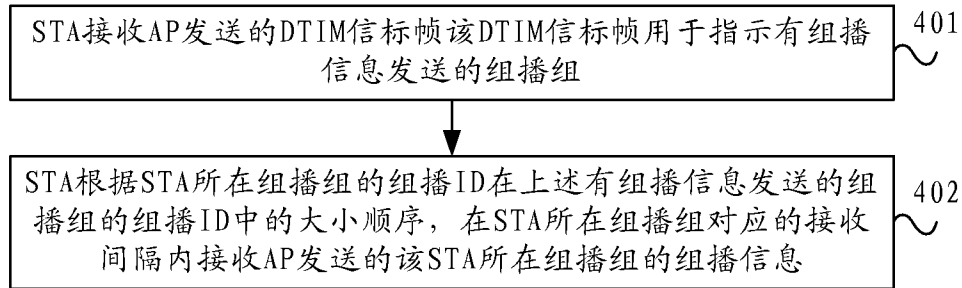 STA接收AP发送的DTIM信标帧该DTIM信标帧用于指示有组播
信息发送的组播组
401
STA根据STA所在组播组的组播ID在上述有组播信息发送的组
播组的组播ID中的大小顺序，在STA所在组播组对应的接收
间隔内接收AP发送的该STA所在组播组的组播信息
402